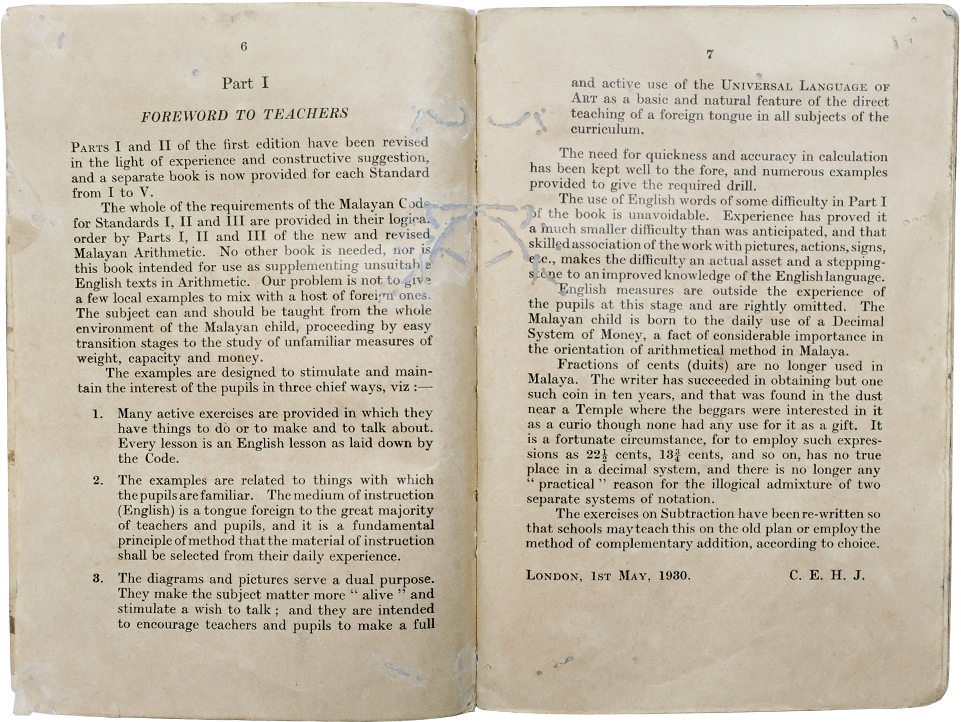 6
Part I
FOREWORD TO TEACHERS
PARTS I and II of the first edition have been revised
in the light of experience and constructive suggestion,
and a separate book is now provided for each Standard
from I to V.
The whole of the requirements of the Malayan Code
for Standards I, II and III are provided in their logical
order by Parts I, II and III of the new and revised
Malayan Arithmetic. No other book is needed, nor is
this book intended for use as supplementing unsuitable
English texts in Arithmetic. Our problem is not to give
a few local examples to mix with a host of foreign ones.
The subject can and should be taught from the whole
environment of the Malayan child, proceeding by easy
transition stages to the study of unfamiliar measures of
weight, capacity and money.
The examples are designed to stimulate and main-
tain the interest of the pupils in three chief ways, viz :—
1. Many active exercises are provided in which they
have things to do or to make and to talk about.
Every lesson is an English lesson as laid down by
the Code.
2. The examples are related to things with which
the pupils are familiar. The medium of instruction
(English) is a tongue foreign to the great majority
of teachers and pupils, and it is a fundamental
principle of method that the material of instruction
shall be selected from their daily experience.
3. The diagrams and pictures serve a dual purpose.
They make the subject matter more “ alive ” and
stimulate a wish to talk ; and they are intended
to encourage teachers and pupils to make a full
7
and active use of the UNIVERSAL LANGUAGE OF
ART as a basic and natural feature of the direct
teaching of a foreign tongue in all subjects of the
curriculum.
The need for quickness and accuracy in calculation
has been kept well to the fore, and numerous examples
provided to give the required drill.
The use of English words of some difficulty in Part I
of the book is unavoidable. Experience has proved it
a much smaller difficulty than was anticipated, and that
skilled association of the work with pictures, actions, signs,
etc., makes the difficulty an actual asset and a stepping-
stone to an improved knowledge of the English language.
English measures are outside the experience of
the pupils at this stage and are rightly omitted. The
Malayan child is born to the daily use of a Decimal
System of Money, a fact of considerable importance in
the orientation of arithmetical method in Malaya.
Fractions of cents (duits) are no longer used in
Malaya. The writer has succeeded in obtaining but one
such coin in ten years, and that was found in the dust
near a Temple where the beggars were interested in it
as a curio though none had any use for it as a gift. It
is a fortunate circumstance, for to employ such expres-
sions as 22½ cents, 13¾ cents, and so on, has no true
place in a decimal system, and there is no longer any
“ practical ” reason for the illogical admixture of two
separate systems of notation.
The exercises on Subtraction have been re-written so
that schools may teach this on the old plan or employ the
method of complementary addition, according to choice.
LONDON, 1ST MAY, 1930. C. E. H. J.